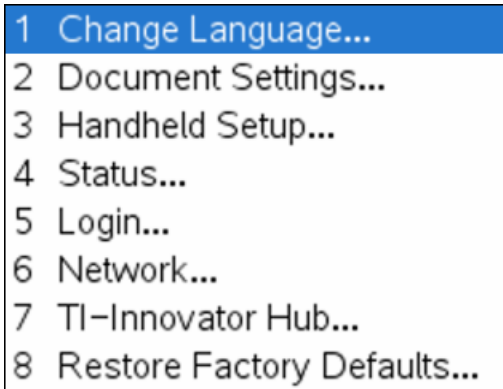 1 Change Language...
2 Document Settings...
3 Handheld Setup...
4 Status...
5 Login...
6 Network...
7 TI-Innovator Hub...
8 Restore Factory Defaults...